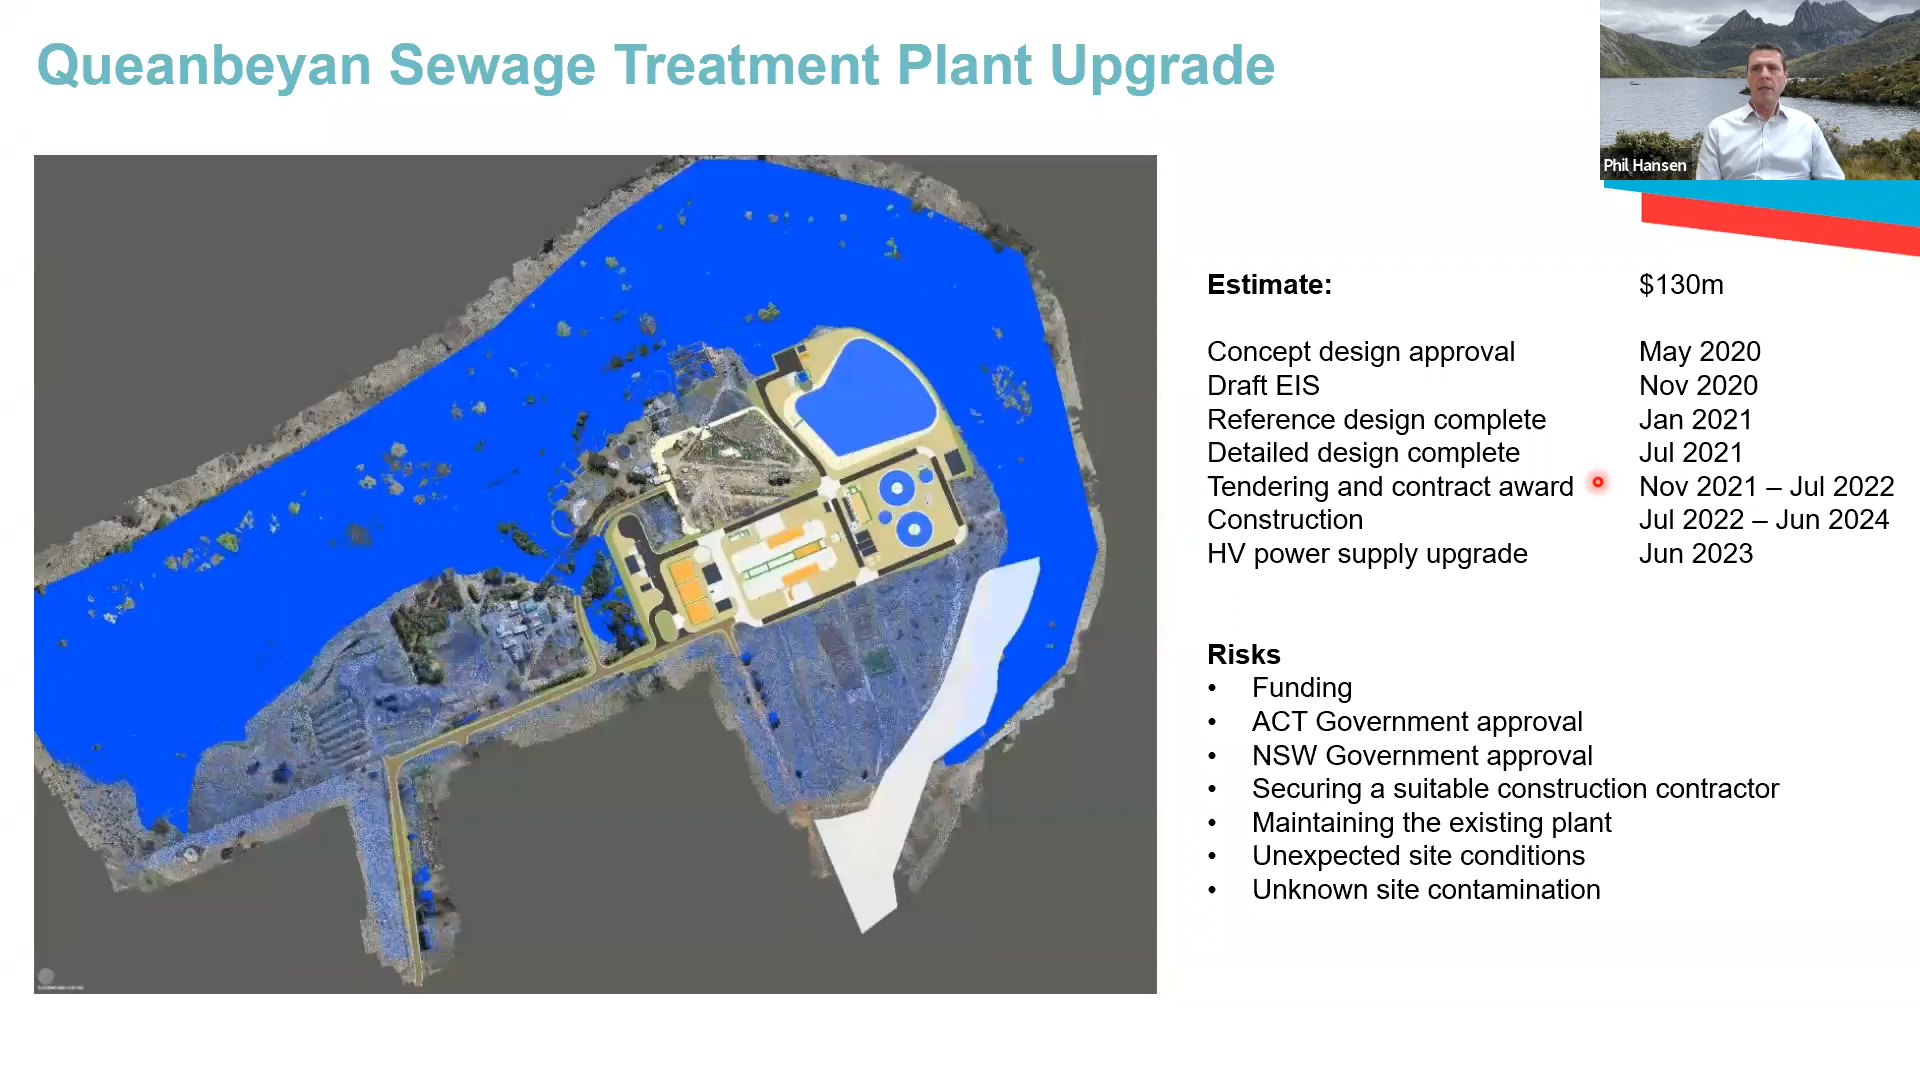 Queanbeyan Sewage Treatment Plant Upgrade
Phil Hansen
Estimate: $130m
Concept design approval May 2020
Draft EIS Nov 2020
Reference design complete Jan 2021
Detailed design complete Jul 2021
Tendering and contract award Nov 2021 – Jul 2022
Construction Jul 2022 – Jun 2024
HV power supply upgrade Jun 2023
Risks
• Funding
• ACT Government approval
• NSW Government approval
• Securing a suitable construction contractor
• Maintaining the existing plant
• Unexpected site conditions
• Unknown site contamination